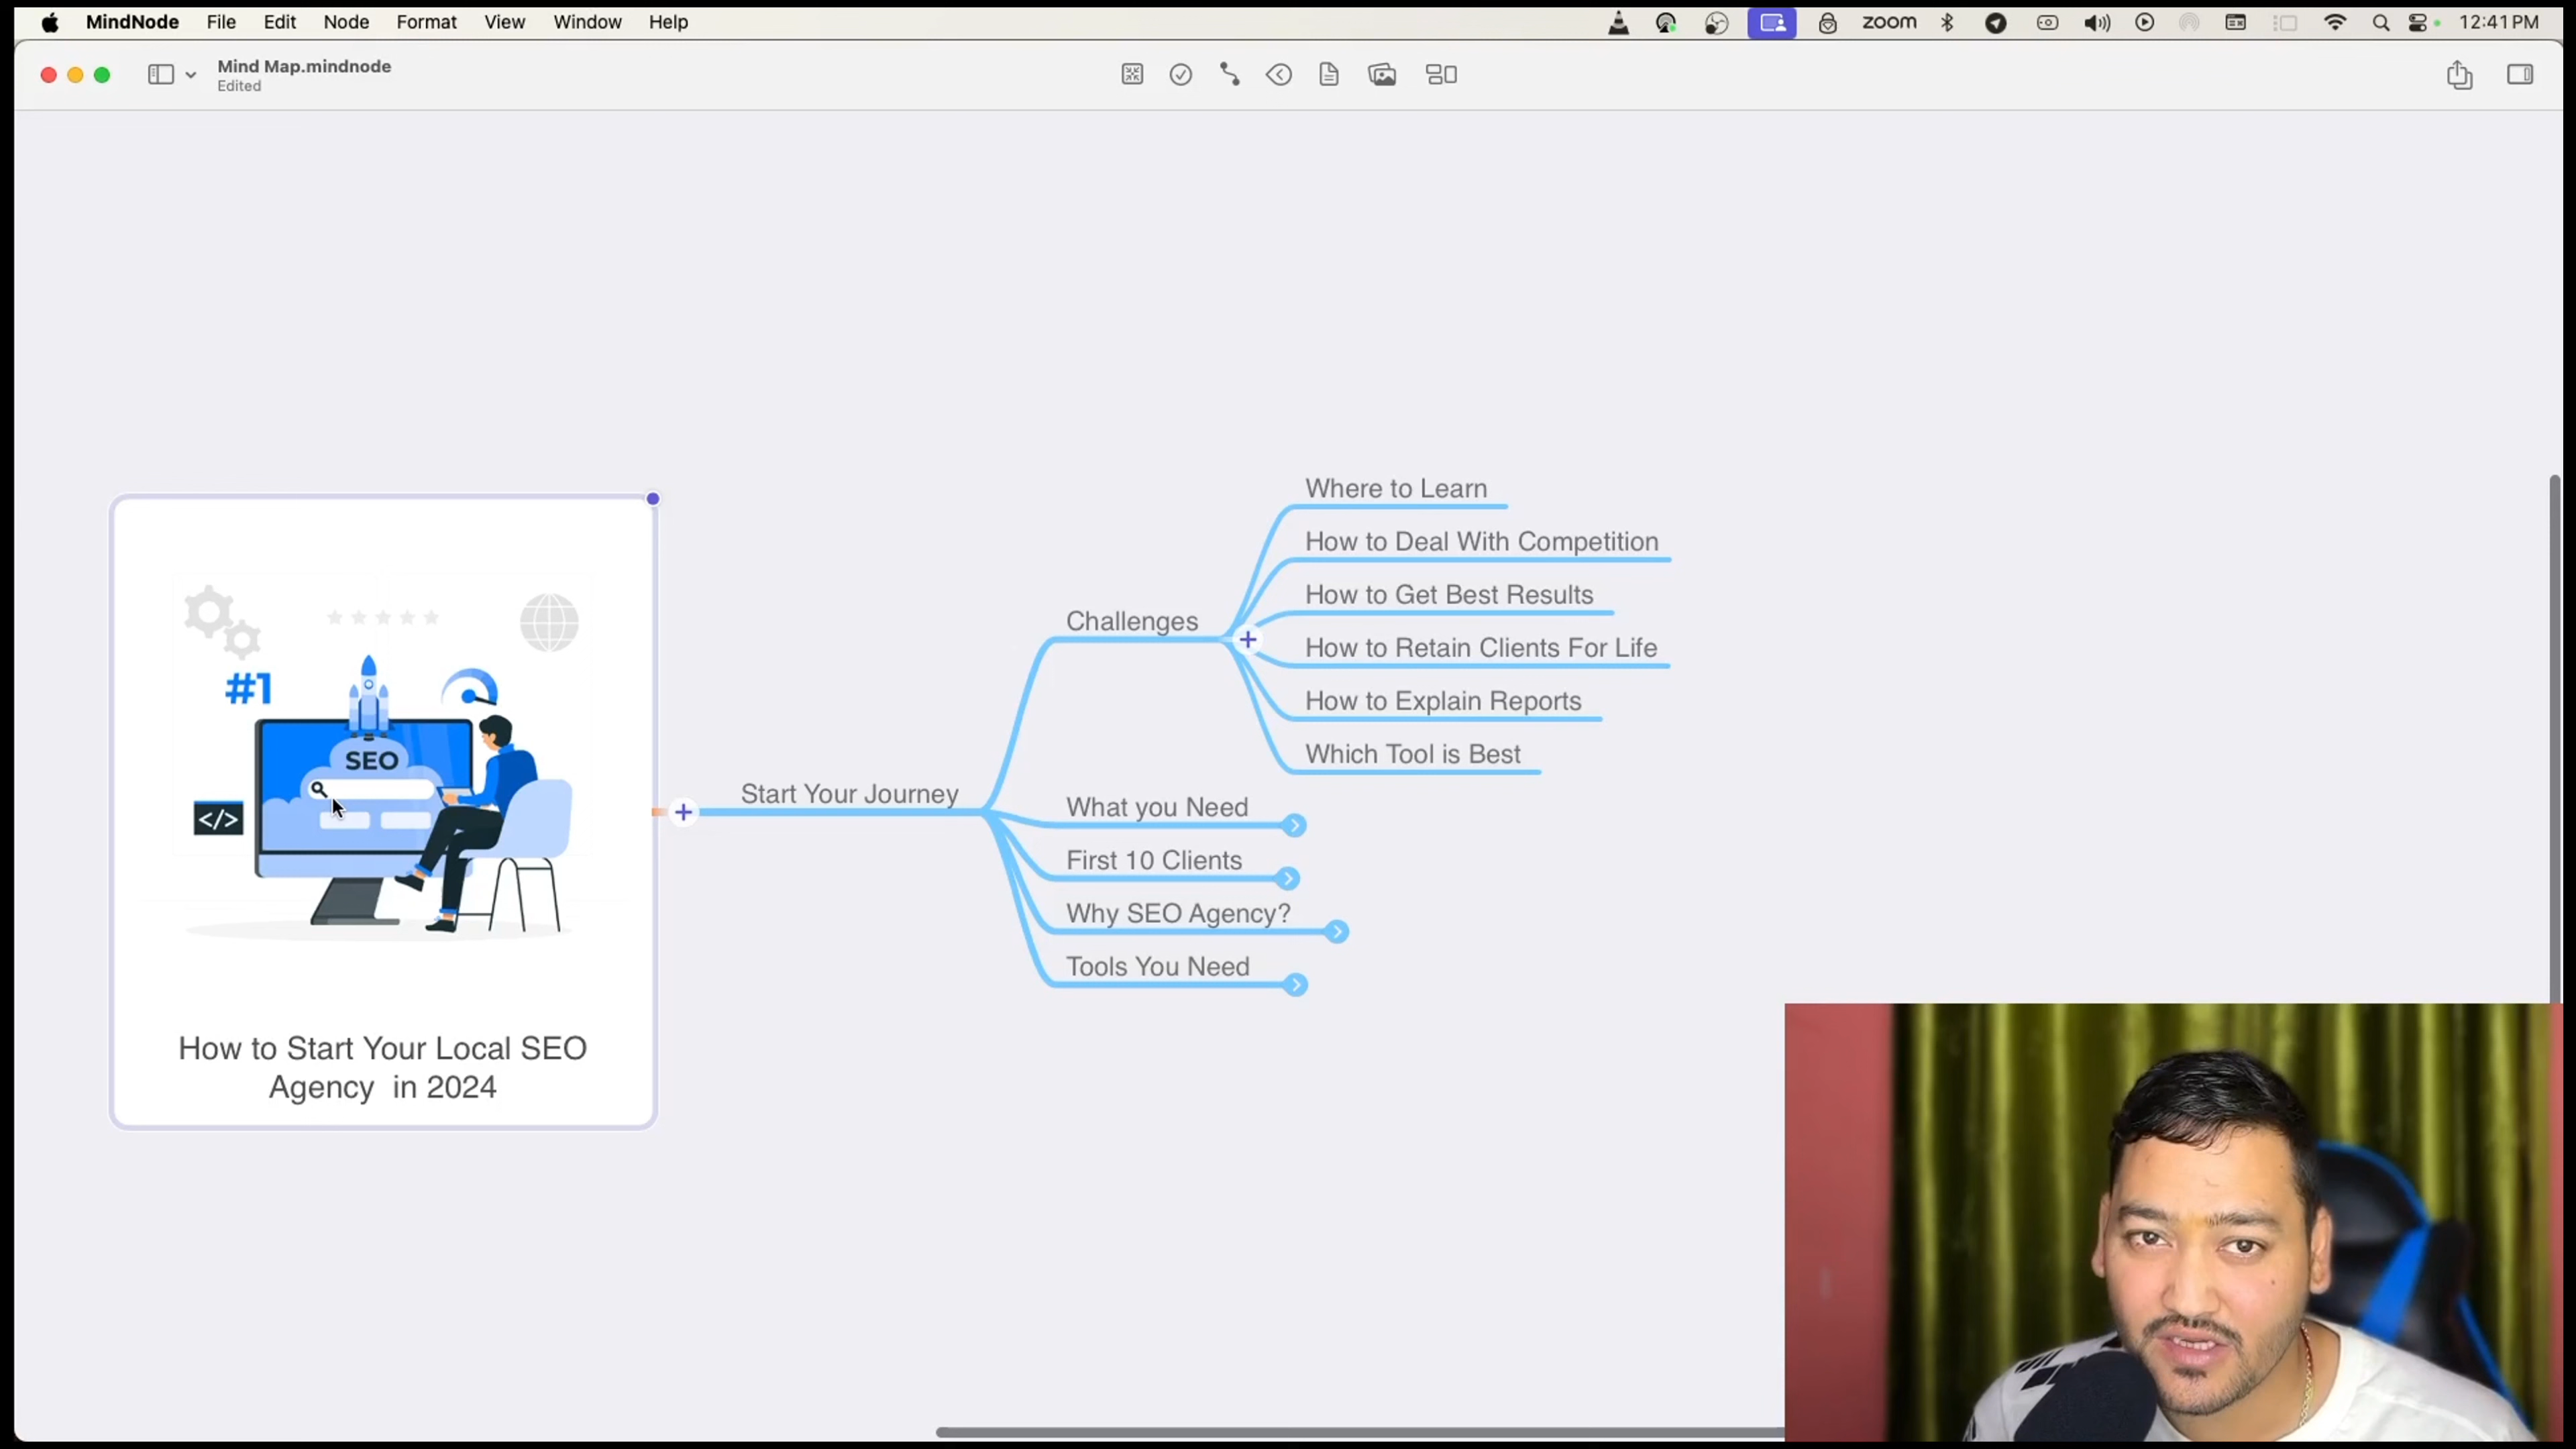 MindNode File Edit Node Format View Window Help
zoom 12:41 PM
Mind Map.mindnode
Edited
#1
SEO
</>
How to Start Your Local SEO
Agency in 2024
Start Your Journey
Challenges
Where to Learn
How to Deal With Competition
How to Get Best Results
How to Retain Clients For Life
How to Explain Reports
Which Tool is Best
What you Need
First 10 Clients
Why SEO Agency?
Tools You Need